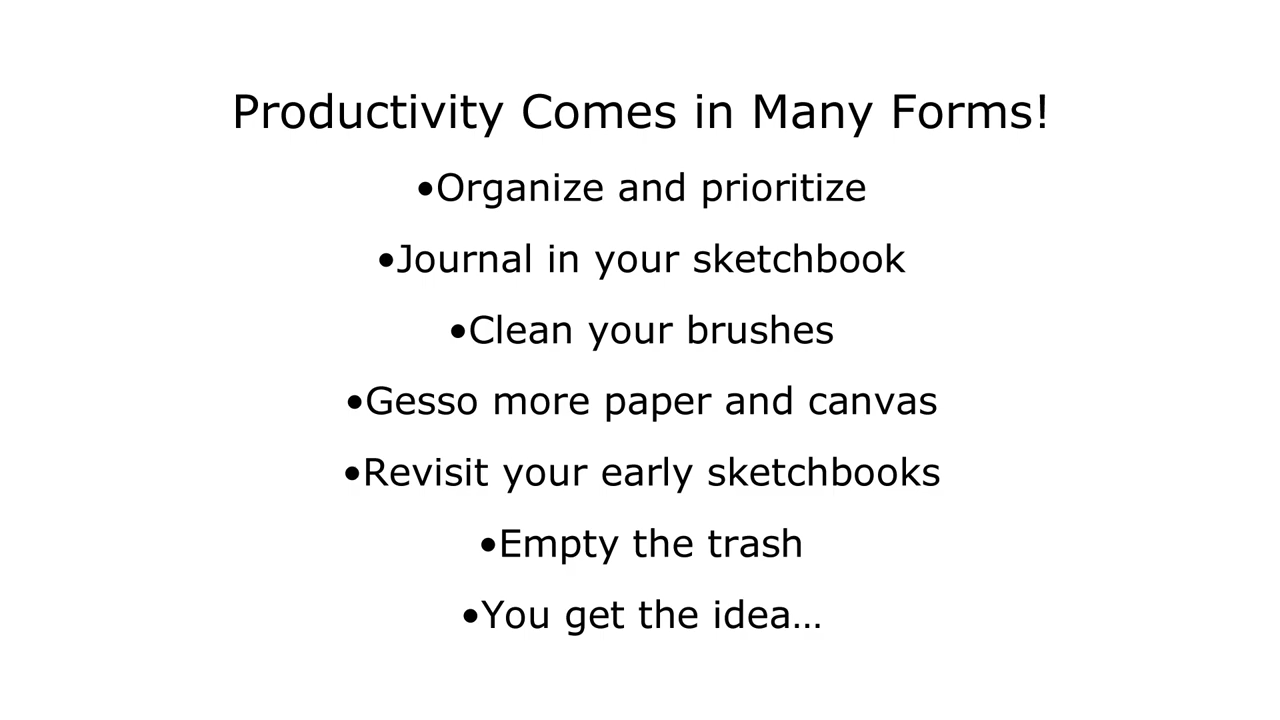 Productivity Comes in Many Forms!
•Organize and prioritize
•Journal in your sketchbook
•Clean your brushes
•Gesso more paper and canvas
•Revisit your early sketchbooks
•Empty the trash
•You get the idea…